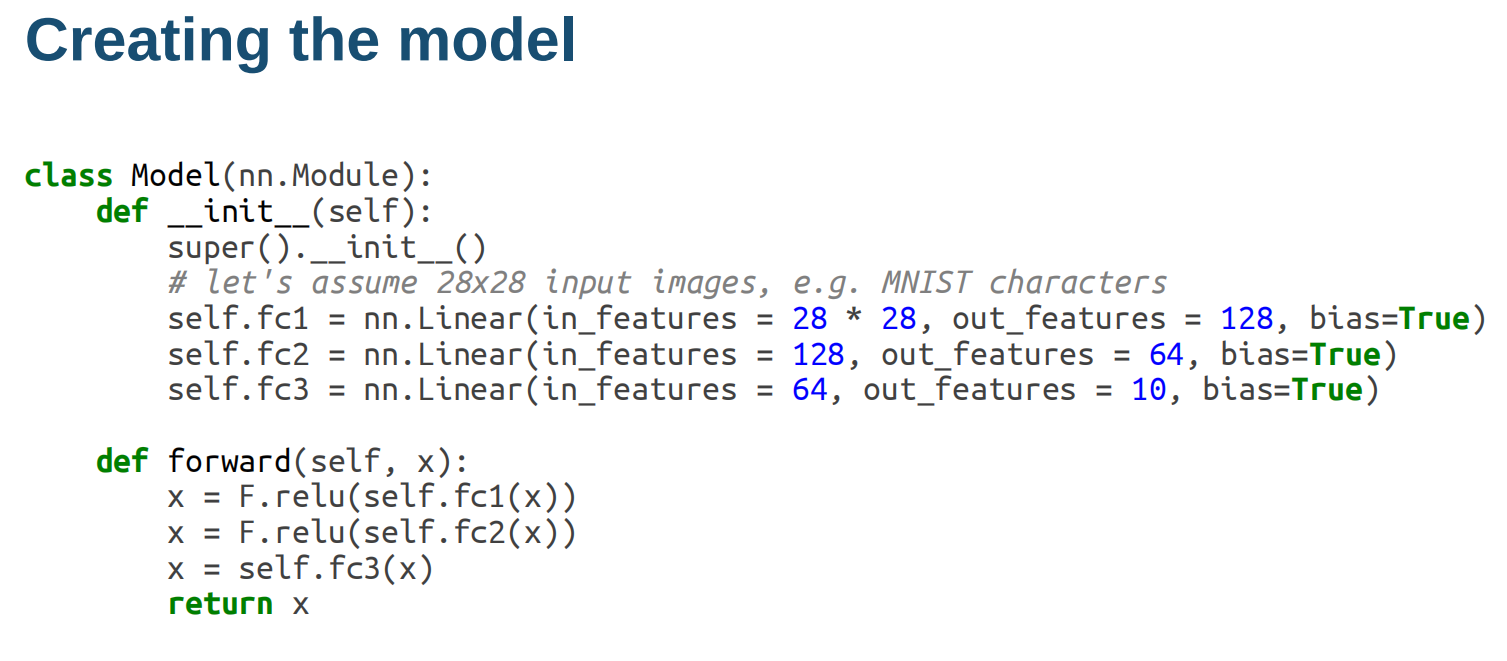 Creating the model
class Model(nn.Module):
    def __init__(self):
        super().__init__()
        # let's assume 28x28 input images, e.g. MNIST characters
        self.fc1 = nn.Linear(in_features = 28 * 28, out_features = 128, bias=True)
        self.fc2 = nn.Linear(in_features = 128, out_features = 64, bias=True)
        self.fc3 = nn.Linear(in_features = 64, out_features = 10, bias=True)
    def forward(self, x):
        x = F.relu(self.fc1(x))
        x = F.relu(self.fc2(x))
        x = self.fc3(x)
        return x